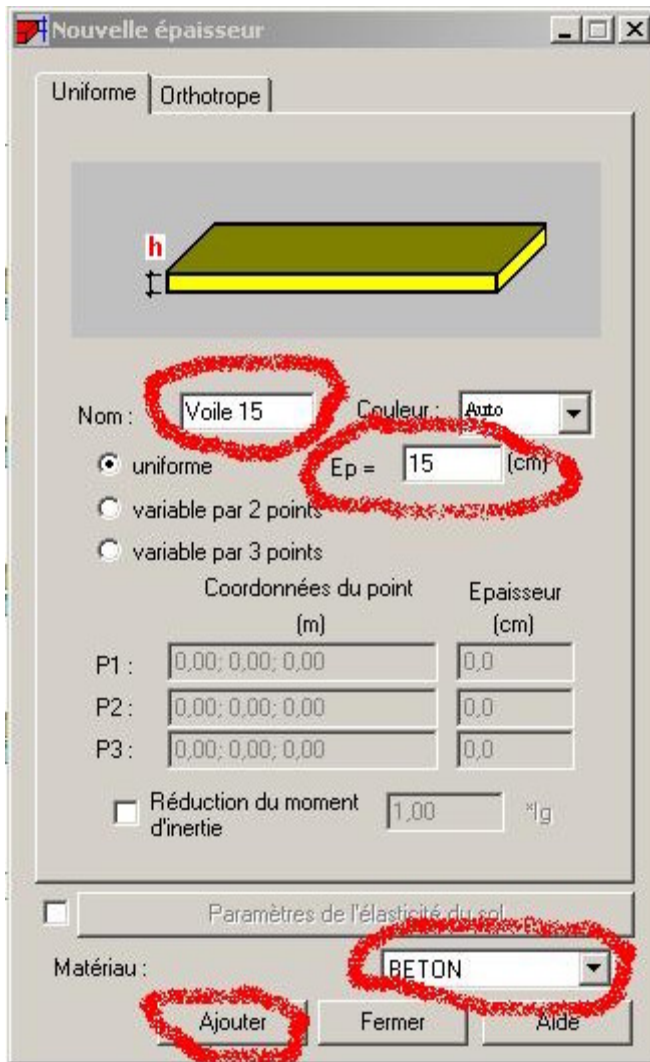 Nouvelle épaisseur
Uniforme Orthotrope
h
Nom : Voile 15 Couleur : Auto
uniforme Ep = 15 (cm)
variable par 2 points
variable par 3 points
Coordonnées du point Epaisseur
(m) (cm)
P1 : 0,00; 0,00; 0,00 0,0
P2 : 0,00; 0,00; 0,00 0,0
P3 : 0,00; 0,00; 0,00 0,0
Réduction du moment
d'inertie 1,00 *Ig
Paramètres de l'élasticité du sol
Matériau : BETON
Ajouter Fermer Aide